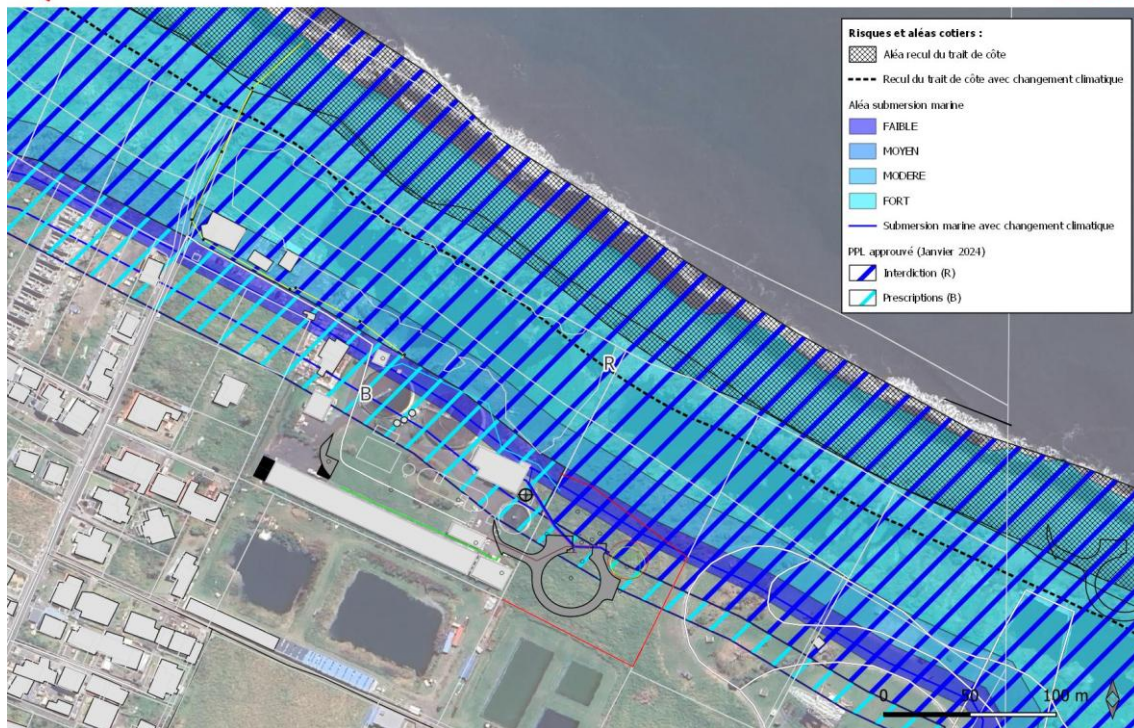 Risques et aléas cotiers :
Aléa recul du trait de côte
Recul du trait de côte avec changement climatique
Aléa submersion marine
FAIBLE
MOYEN
MODERE
FORT
Submersion marine avec changement climatique
PPL approuvé (Janvier 2024)
Interdiction (R)
Prescriptions (B)
R
B
0 50 100 m